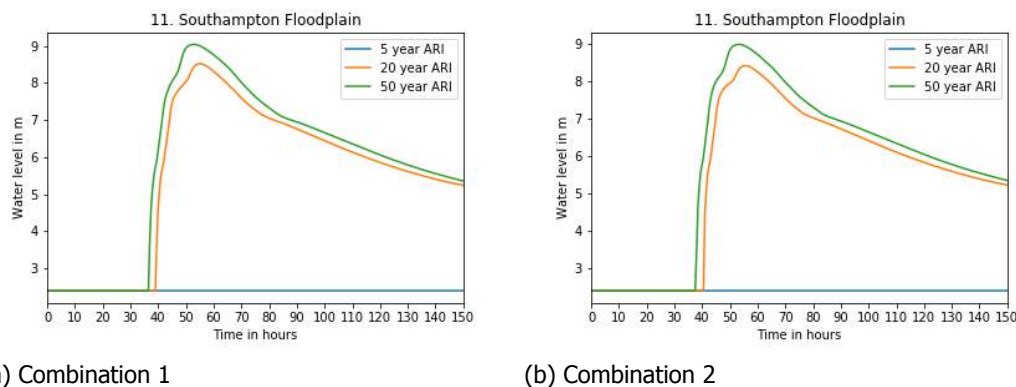 11. Southampton Floodplain
9
8
7
6
5
4
3
Water level in m
5 year ARI
20 year ARI
50 year ARI
0 10 20 30 40 50 60 70 80 90 100 110 120 130 140 150
Time in hours
) Combination 1
11. Southampton Floodplain
9
8
7
6
5
4
3
Water level in m
5 year ARI
20 year ARI
50 year ARI
0 10 20 30 40 50 60 70 80 90 100 110 120 130 140 150
Time in hours
(b) Combination 2